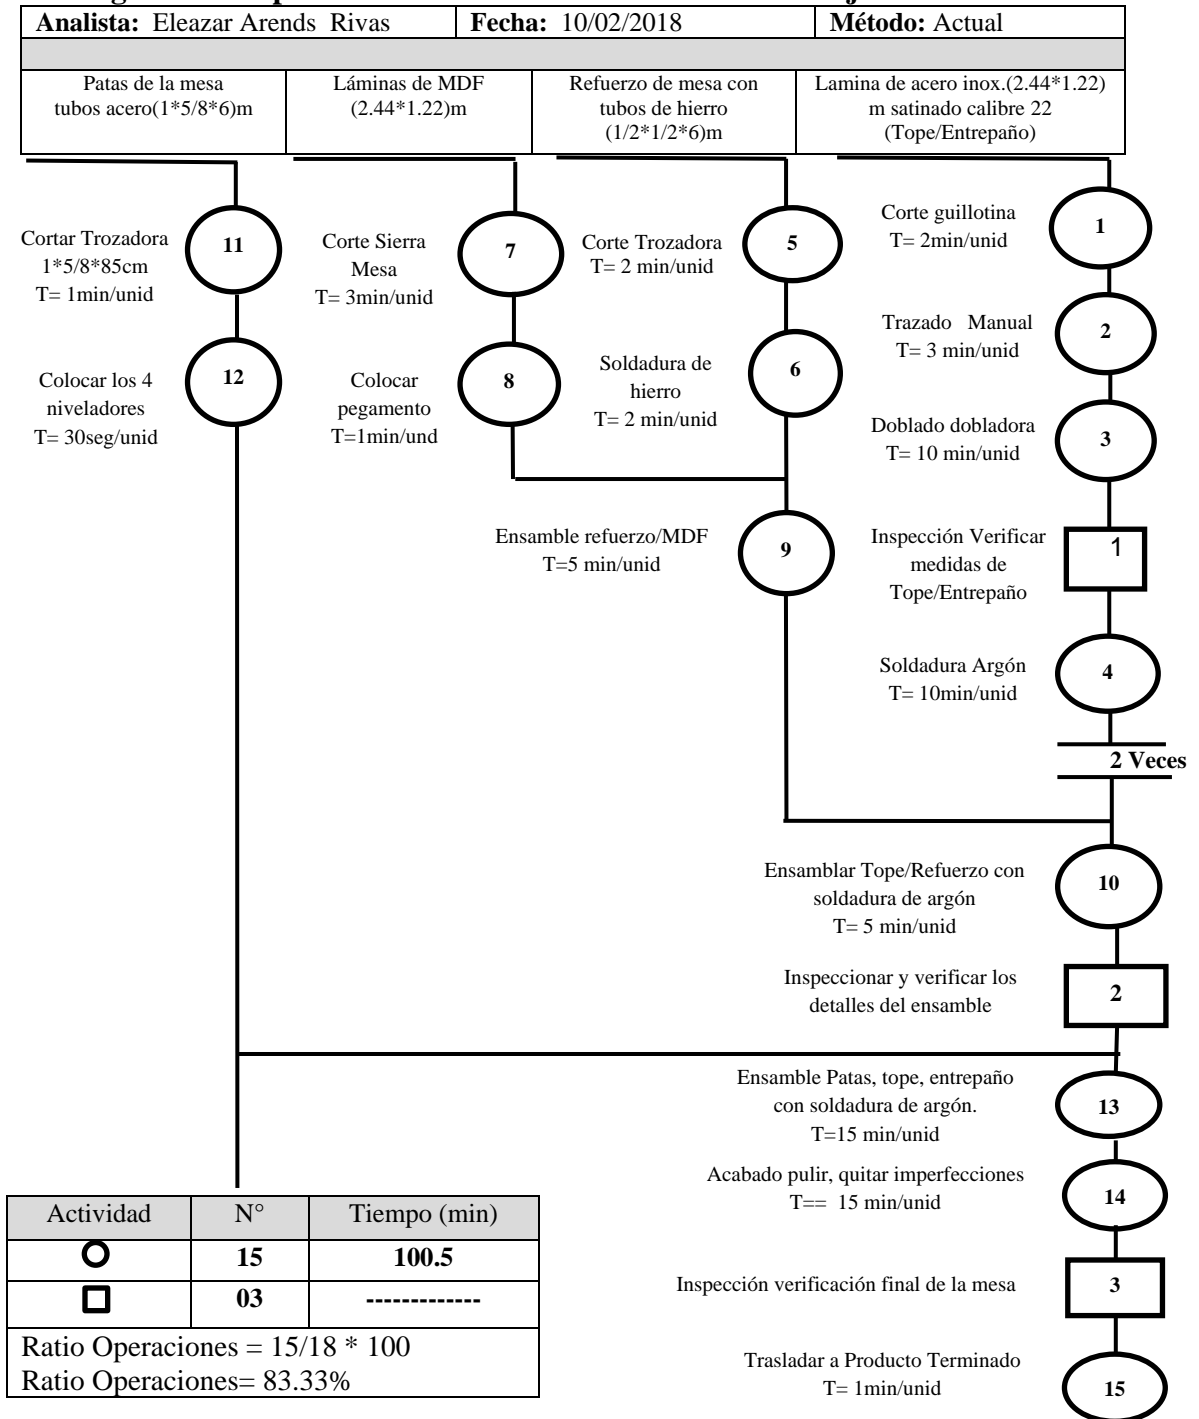 Analista: Eleazar Arends Rivas
Fecha: 10/02/2018
Método: Actual
Patas de la mesa
tubos acero(1*5/8*6)m
Láminas de MDF
(2.44*1.22)m
Refuerzo de mesa con
tubos de hierro
(1/2*1/2*6)m
Lamina de acero inox.(2.44*1.22)
m satinado calibre 22
(Tope/Entrepaño)
Cortar Trozadora
1*5/8*85cm
T= 1min/unid
11
Colocar los 4
niveladores
T= 30seg/unid
12
Corte Sierra
Mesa
T= 3min/unid
7
Colocar
pegamento
T=1min/und
8
Corte Trozadora
T= 2 min/unid
5
Soldadura de
hierro
T= 2 min/unid
6
Ensamble refuerzo/MDF
T=5 min/unid
9
Corte guillotina
T= 2min/unid
1
Trazado Manual
T= 3 min/unid
2
Doblado dobladora
T= 10 min/unid
3
Inspección Verificar
medidas de
Tope/Entrepaño
1
Soldadura Argón
T= 10min/unid
4
2 Veces
Ensamblar Tope/Refuerzo con
soldadura de argón
T= 5 min/unid
10
Inspeccionar y verificar los
detalles del ensamble
2
Ensamble Patas, tope, entrepaño
con soldadura de argón.
T=15 min/unid
13
Acabado pulir, quitar imperfecciones
T== 15 min/unid
14
Inspección verificación final de la mesa
3
Trasladar a Producto Terminado
T= 1min/unid
15
Actividad N° Tiempo (min)
15 100.5
03 -------------
Ratio Operaciones = 15/18 * 100
Ratio Operaciones= 83.33%